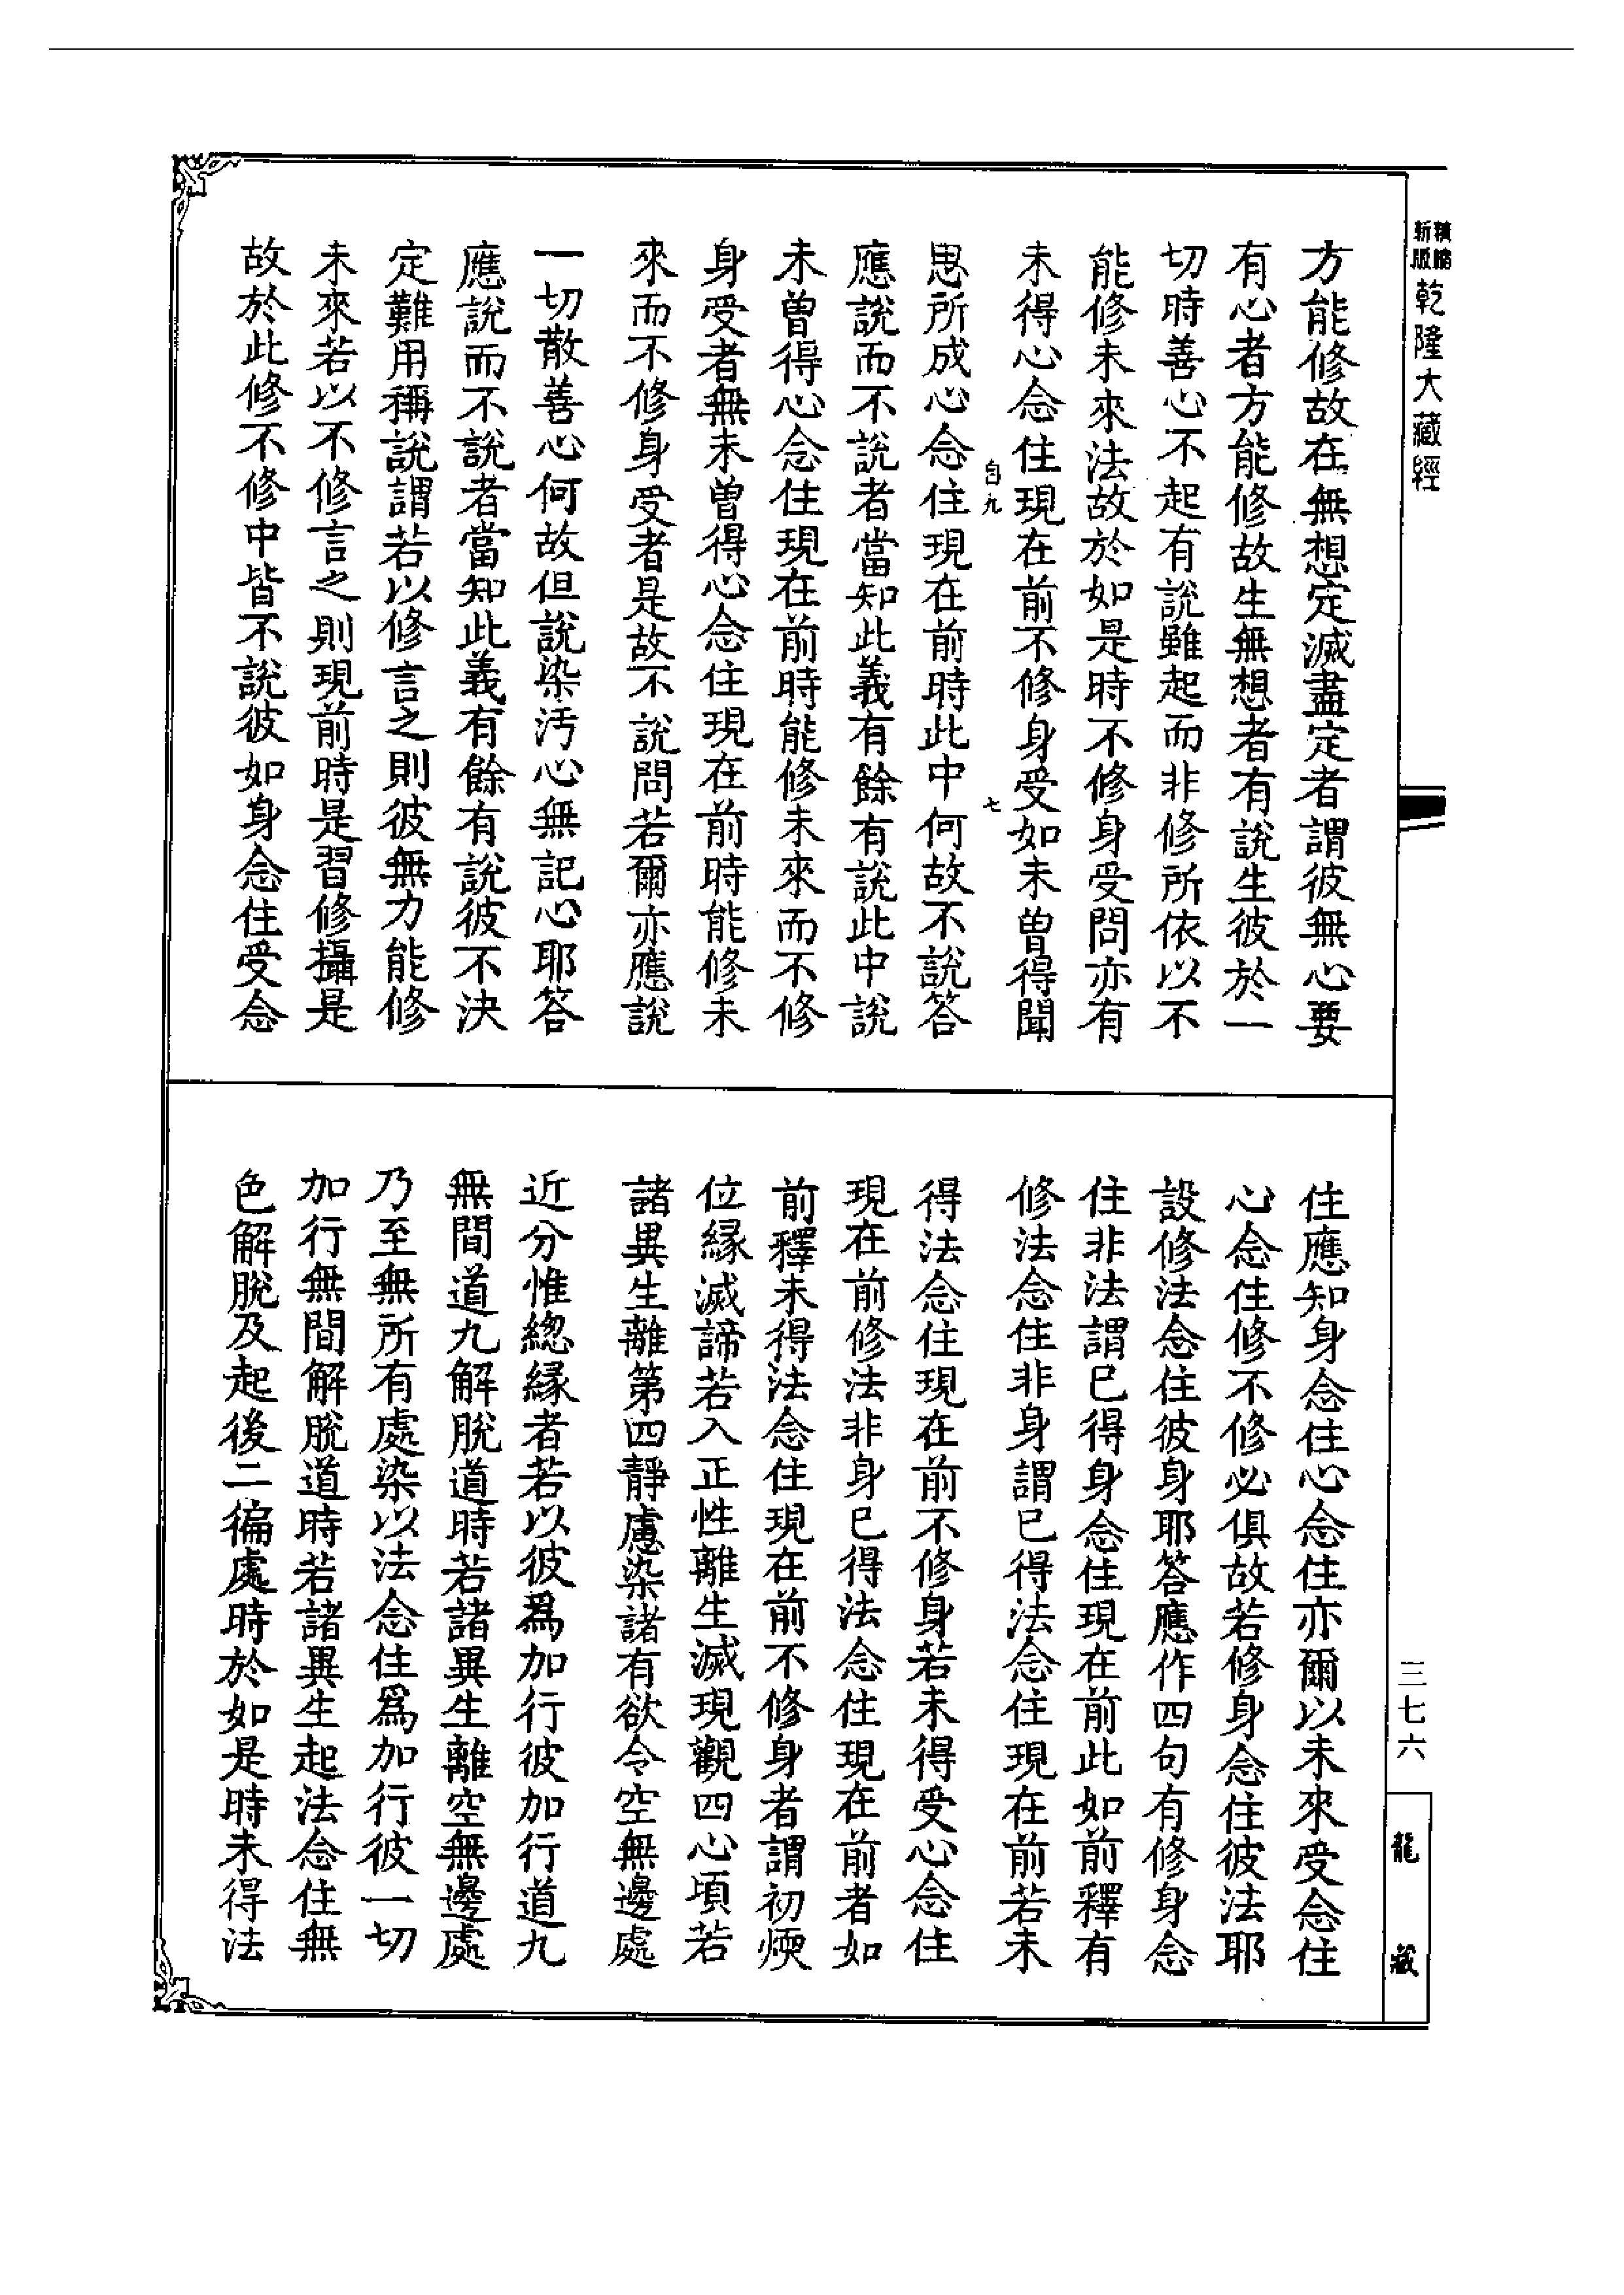 精縮
新版
乾隆大藏經
方能修故在無想定滅盡定者謂彼無心要
有心者方能修故生無想者有說生彼於一
切時善心不起有說雖起而非修所依以不
能修未來法故於如是時不修身受問亦有
未得心念住現在前不修身受如未曾得聞
自九
七
思所成心念住現在前時此中何故不說答
應說而不說者當知此義有餘有說此中說
未曾得心念住現在前時能修未來而不修
身受者無未曾得心念住現在前時能修未
來而不修身受者是故不說問若爾亦應說
一切散善心何故但說染汚心無記心耶答
應說而不說者當知此義有餘有說彼不決
定難用稱說謂若以修言之則彼無力能修
未來若以不修言之則現前時是習修攝是
故於此修不修中皆不說彼如身念住受念
住應知身念住心念住亦爾以未來受念住
心念住修不修必俱故若修身念住彼法耶
設修法念住彼身耶答應作四句有修身念
住非法謂已得身念住現在前此如前釋有
修法念住非身謂已得法念住現在前若未
得法念住現在前不修身若未得受心念住
現在前修法非身已得法念住現在前者如
前釋未得法念住現在前不修身者謂初煗
位緣滅諦若入正性離生滅現觀四心頃若
諸異生離第四靜慮染諸有欲令空無邊處
近分惟緫緣者若以彼爲加行彼加行道九
無間道九解脫道時若諸異生離空無邊處
乃至無所有處染以法念住爲加行彼一切
加行無間解脫道時若諸異生起法念住無
色解脫及起後二徧處時於如是時未得法
三七六
龍藏